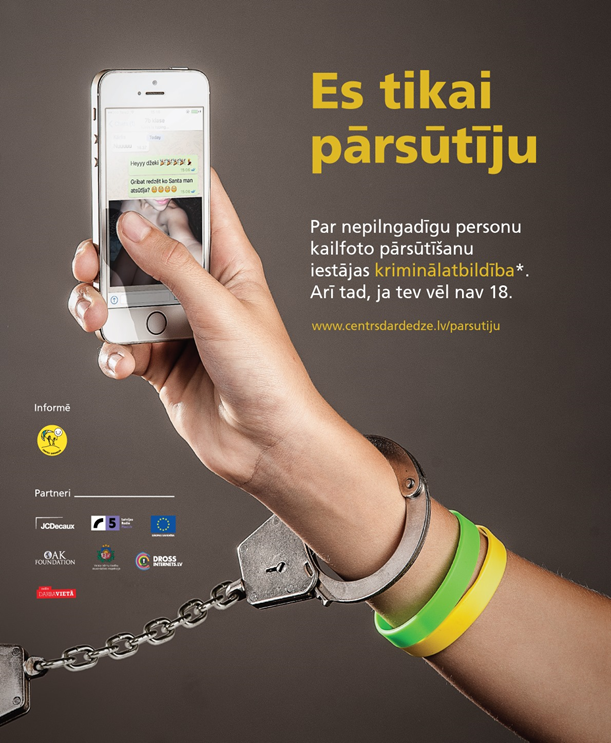 Es tikai
pārsūtīju
Heyyy džeki
Gribat redzēt ko Santa man
atsūtīja?
Par nepilngadīgu personu
kailfoto pārsūtīšanu
iestājas kriminālatbildība*.
Arī tad, ja tev vēl nav 18.
www.centrsdardedze.lv/parsutiju
Informē
Partneri
JCDecaux
5
OAK
FOUNDATION
DROSS
INTERNETS.LV
DARBAVIETĀ